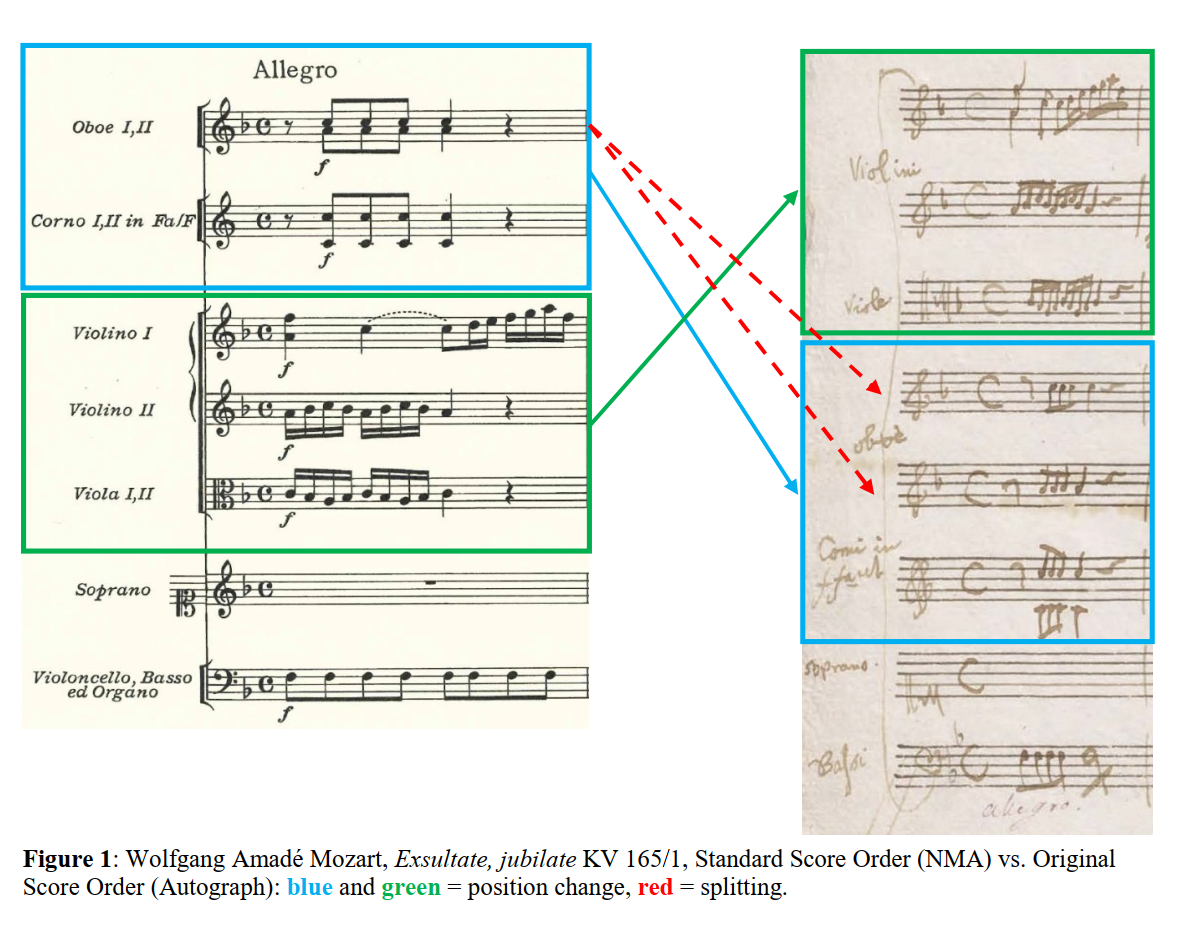 Allegro
Oboe I,II
f
Corno I,II in Fa/F
f
Violino I
f
Violino II
f
Viola I,II
f
Soprano
Violoncello, Basso
ed Organo
f
Violini
Viole
oboè
Corni in
ffaut
soprano.
Bassi
allegro.
Figure 1: Wolfgang Amadé Mozart, Exsultate, jubilate KV 165/1, Standard Score Order (NMA) vs. Original
Score Order (Autograph): blue and green = position change, red = splitting.